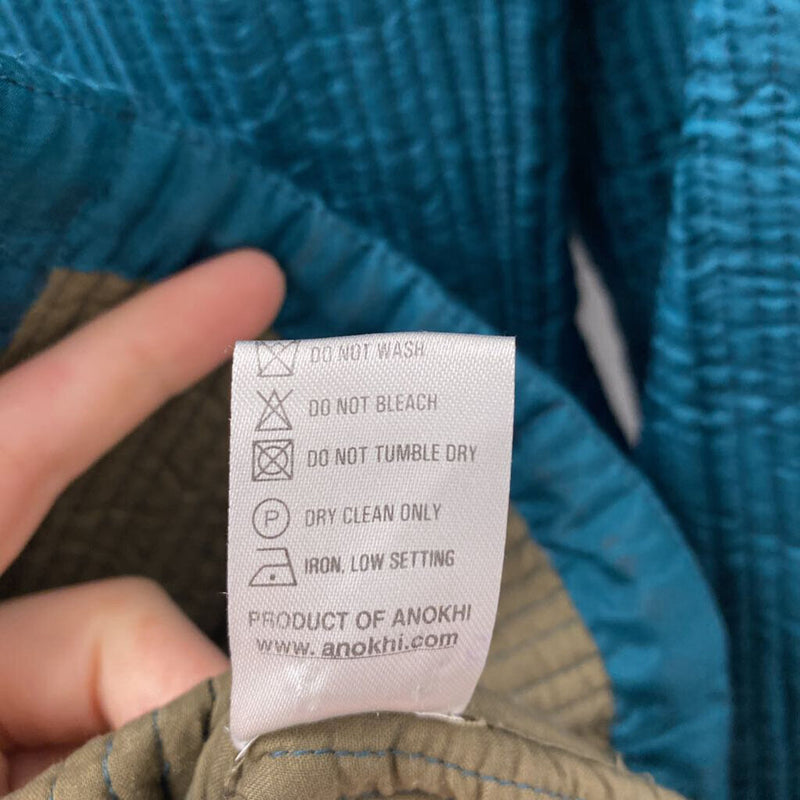 DO NOT WASH
DO NOT BLEACH
DO NOT TUMBLE DRY
P DRY CLEAN ONLY
IRON, LOW SETTING
PRODUCT OF ANOKHI
www.anokhi.com